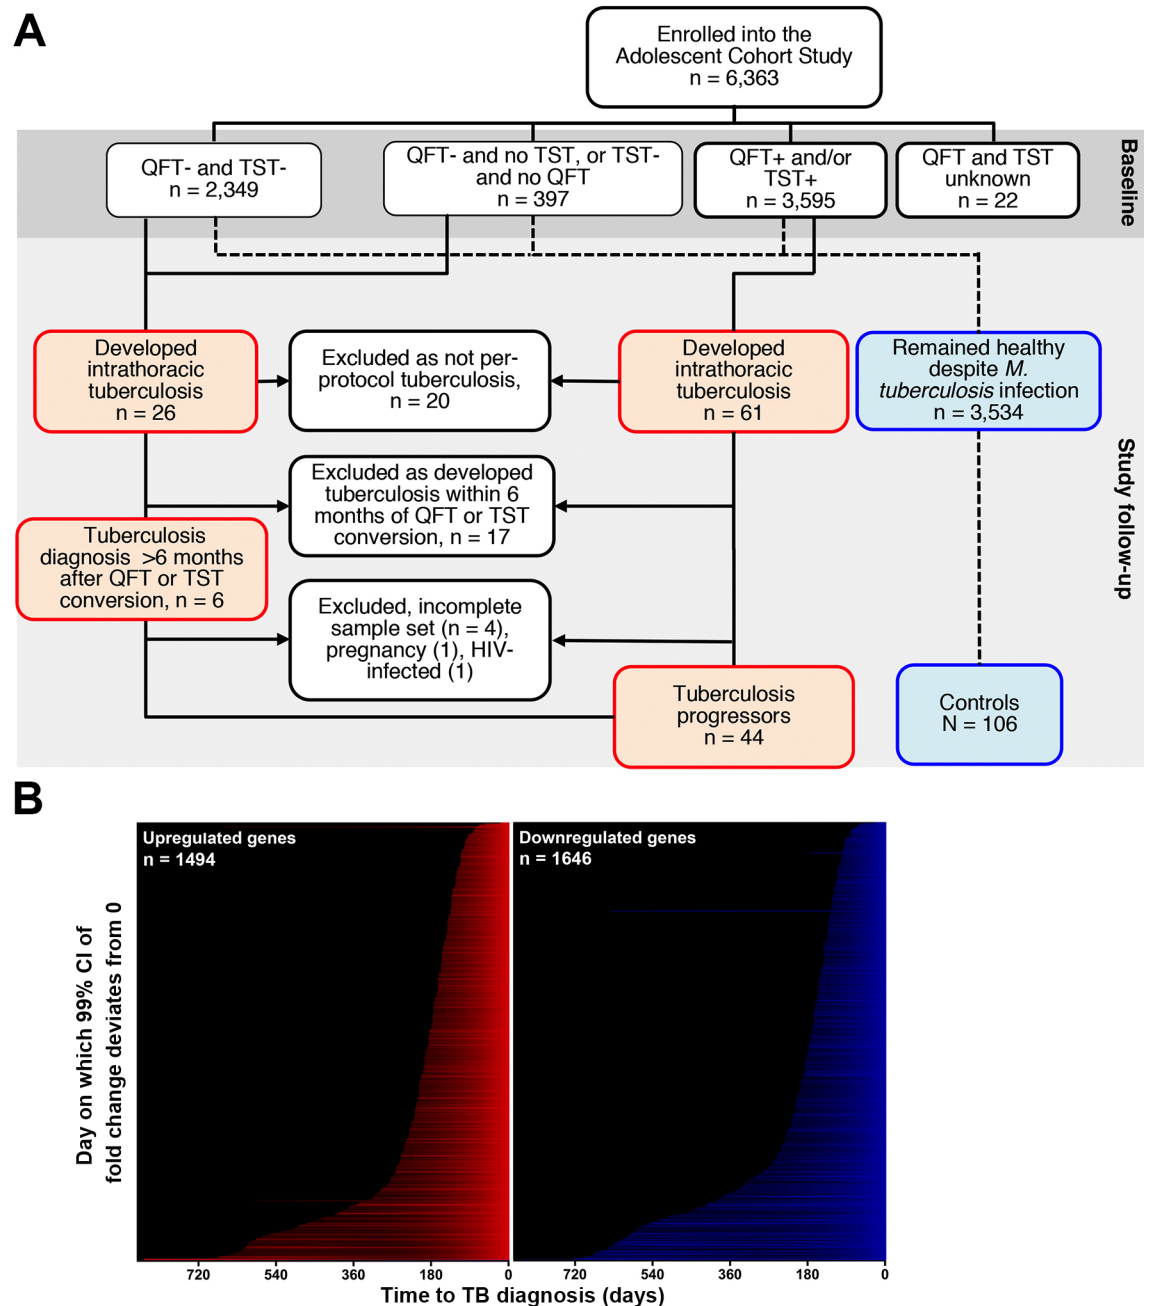 A
Enrolled into the
Adolescent Cohort Study
n = 6,363
Baseline
QFT- and TST-
n = 2,349
QFT- and no TST, or TST-
and no QFT
n = 397
QFT+ and/or
TST+
n = 3,595
QFT and TST
unknown
n = 22
Study follow-up
Developed
intrathoracic
tuberculosis
n = 26
Excluded as not per-
protocol tuberculosis,
n = 20
Developed
intrathoracic
tuberculosis
n = 61
Remained healthy
despite M.
tuberculosis infection
n = 3,534
Excluded as developed
tuberculosis within 6
months of QFT or TST
conversion, n = 17
Tuberculosis
diagnosis >6 months
after QFT or TST
conversion, n = 6
Excluded, incomplete
sample set (n = 4),
pregnancy (1), HIV-
infected (1)
Tuberculosis
progressors
n = 44
Controls
N = 106
B
Day on which 99% CI of
fold change deviates from 0
Upregulated genes
n = 1494
Downregulated genes
n = 1646
720 540 360 180 0
720 540 360 180 0
Time to TB diagnosis (days)